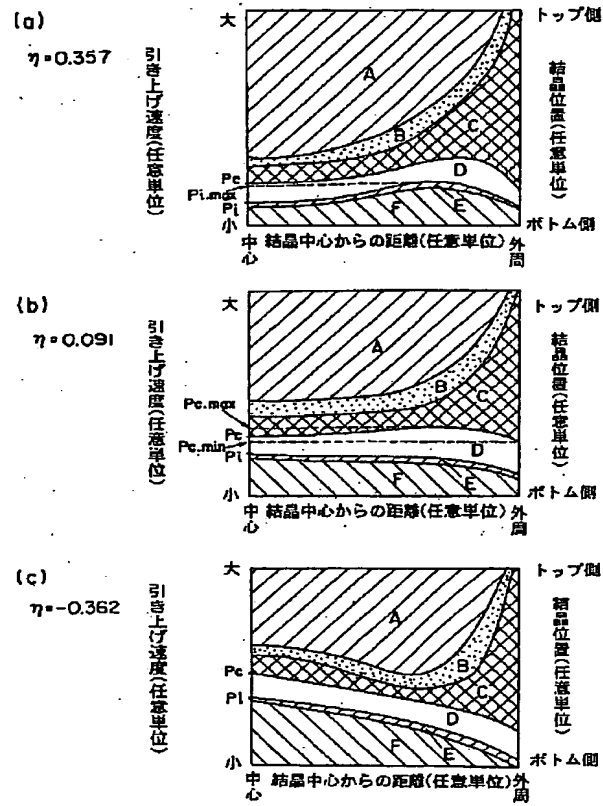 (a)
η=0.357
引き上げ速度(任意単位)
大
A
B
C
D
F
E
Pc
Pi.max
Pi
小
中心
結晶中心からの距離(任意単位)
外周
トップ側
結晶位置(任意単位)
ボトム側
(b)
η=0.091
引き上げ速度(任意単位)
大
A
B
C
D
F
E
Pc.max
Pc
Pc.min
Pi
小
中心
結晶中心からの距離(任意単位)
外周
トップ側
結晶位置(任意単位)
ボトム側
(c)
η=-0.362
引き上げ速度(任意単位)
大
A
B
C
D
F
E
Pc
Pi
小
中心
結晶中心からの距離(任意単位)
外周
トップ側
結晶位置(任意単位)
ボトム側